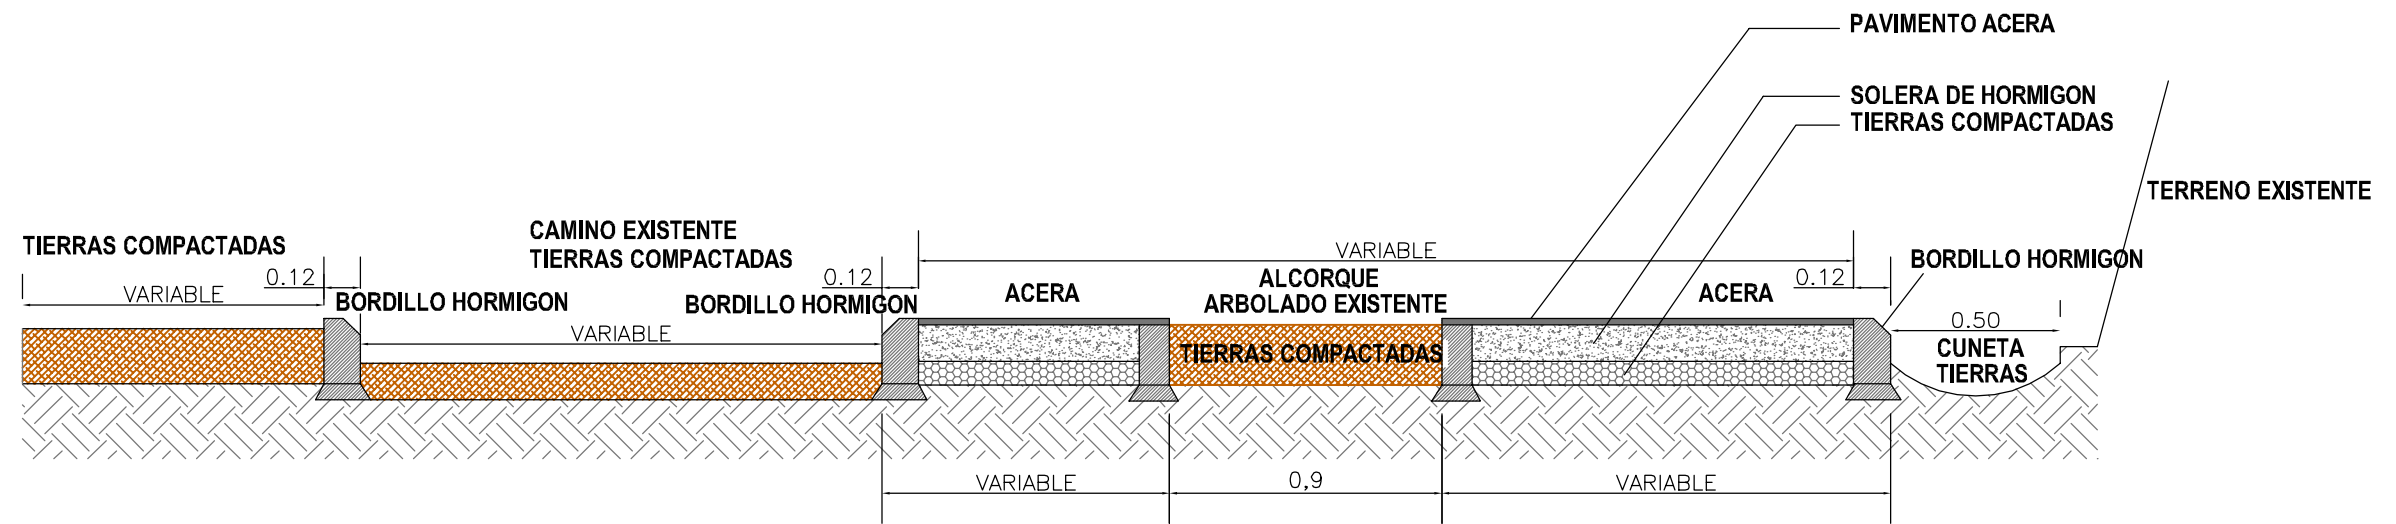 PAVIMENTO ACERA
SOLERA DE HORMIGON
TIERRAS COMPACTADAS
TERRENO EXISTENTE
TIERRAS COMPACTADAS
CAMINO EXISTENTE
TIERRAS COMPACTADAS
VARIABLE
BORDILLO HORMIGON
VARIABLE
0.12
BORDILLO HORMIGON
0.12
BORDILLO HORMIGON
ACERA
ALCORQUE
ARBOLADO EXISTENTE
ACERA
0.12
VARIABLE
0.50
CUNETA
TIERRAS
TIERRAS COMPACTADAS
VARIABLE
0,9
VARIABLE